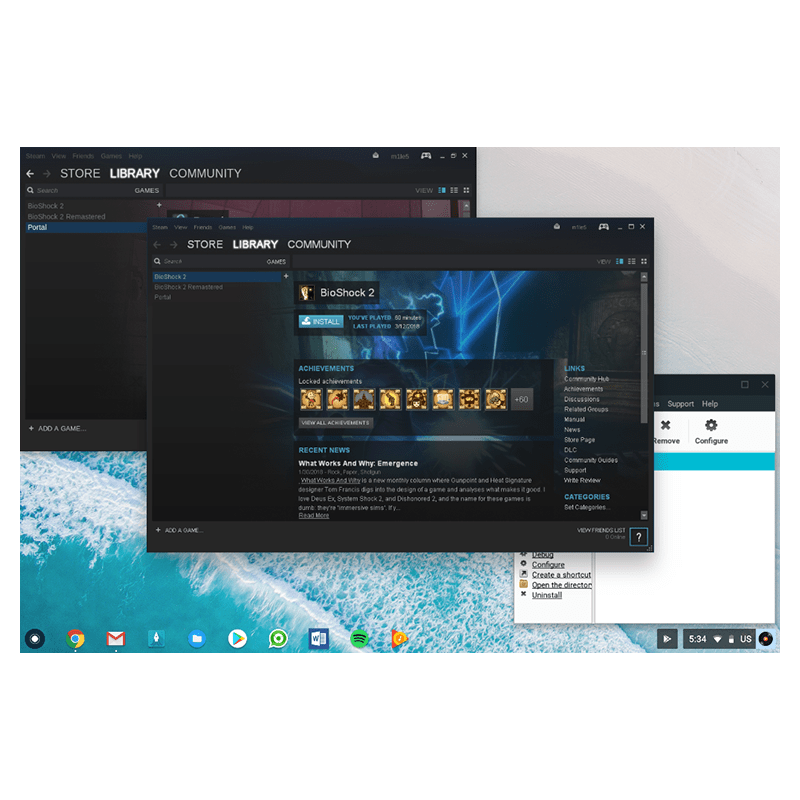 Steam View Friends Games Help
STORE LIBRARY COMMUNITY
Search GAMES VIEW
BioShock 2
BioShock 2 Remastered
Portal
+ ADD A GAME...
Steam View Friends Games Help
STORE LIBRARY COMMUNITY
Search GAMES VIEW
BioShock 2
BioShock 2 Remastered
Portal
BioShock 2
INSTALL
YOU'VE PLAYED 60 minutes
LAST PLAYED 3/12/2018
ACHIEVEMENTS
Locked achievements
+60
VIEW ALL ACHIEVEMENTS
RECENT NEWS
What Works And Why: Emergence
- Rock, Paper, Shotgun
What Works And Why is a new monthly column where Gunpoint and Heat Signature
designer Tom Francis digs into the design of a game and analyses what makes it good. I
love Deus Ex, System Shock 2, and Dishonored 2, and the name for these games is
dumb: they're 'immersive sims'. If y...
Read More
LINKS
Community Hub
Achievements
Discussions
Related Groups
Manual
News
Store Page
DLC
Community Guides
Support
Write Review
CATEGORIES
Set Categories...
+ ADD A GAME...
VIEW FRIENDS LIST
0 Online
?
Support Help
Remove Configure
Debug
Configure
Create a shortcut
Open the director
Uninstall
5:34 US